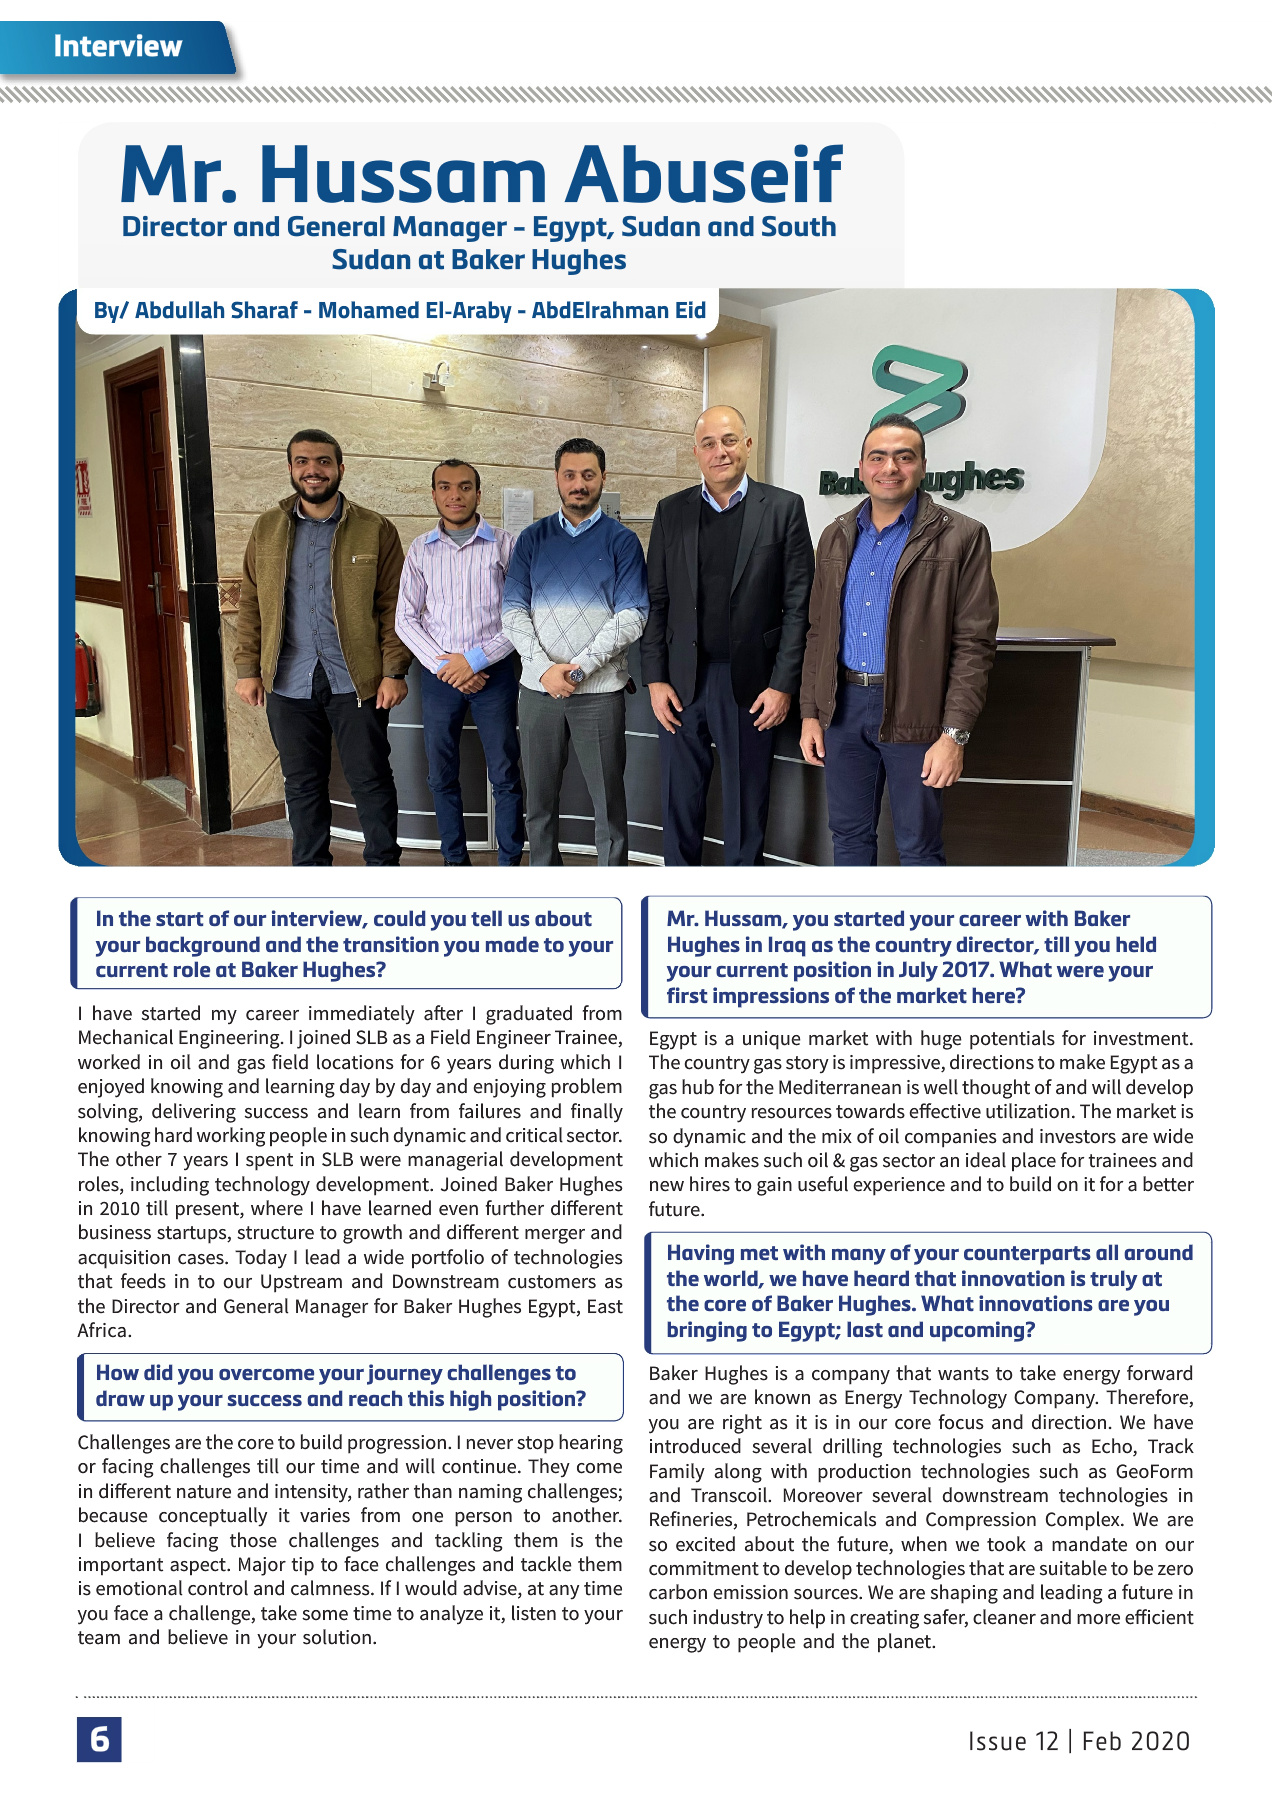 Interview
Mr. Hussam Abuseif
Director and General Manager – Egypt, Sudan and South
Sudan at Baker Hughes
By/ Abdullah Sharaf - Mohamed El-Araby - AbdElrahman Eid
Baker Hughes
In the start of our interview, could you tell us about
your background and the transition you made to your
current role at Baker Hughes?
I have started my career immediately after I graduated from
Mechanical Engineering. I joined SLB as a Field Engineer Trainee,
worked in oil and gas field locations for 6 years during which I
enjoyed knowing and learning day by day and enjoying problem
solving, delivering success and learn from failures and finally
knowing hard working people in such dynamic and critical sector.
The other 7 years I spent in SLB were managerial development
roles, including technology development. Joined Baker Hughes
in 2010 till present, where I have learned even further different
business startups, structure to growth and different merger and
acquisition cases. Today I lead a wide portfolio of technologies
that feeds in to our Upstream and Downstream customers as
the Director and General Manager for Baker Hughes Egypt, East
Africa.
How did you overcome your journey challenges to
draw up your success and reach this high position?
Challenges are the core to build progression. I never stop hearing
or facing challenges till our time and will continue. They come
in different nature and intensity, rather than naming challenges;
because conceptually it varies from one person to another.
I believe facing those challenges and tackling them is the
important aspect. Major tip to face challenges and tackle them
is emotional control and calmness. If I would advise, at any time
you face a challenge, take some time to analyze it, listen to your
team and believe in your solution.
Mr. Hussam, you started your career with Baker
Hughes in Iraq as the country director, till you held
your current position in July 2017. What were your
first impressions of the market here?
Egypt is a unique market with huge potentials for investment.
The country gas story is impressive, directions to make Egypt as a
gas hub for the Mediterranean is well thought of and will develop
the country resources towards effective utilization. The market is
so dynamic and the mix of oil companies and investors are wide
which makes such oil & gas sector an ideal place for trainees and
new hires to gain useful experience and to build on it for a better
future.
Having met with many of your counterparts all around
the world, we have heard that innovation is truly at
the core of Baker Hughes. What innovations are you
bringing to Egypt; last and upcoming?
Baker Hughes is a company that wants to take energy forward
and we are known as Energy Technology Company. Therefore,
you are right as it is in our core focus and direction. We have
introduced several drilling technologies such as Echo, Track
Family along with production technologies such as GeoForm
and Transcoil. Moreover several downstream technologies in
Refineries, Petrochemicals and Compression Complex. We are
so excited about the future, when we took a mandate on our
commitment to develop technologies that are suitable to be zero
carbon emission sources. We are shaping and leading a future in
such industry to help in creating safer, cleaner and more efficient
energy to people and the planet.
6
Issue 12 | Feb 2020